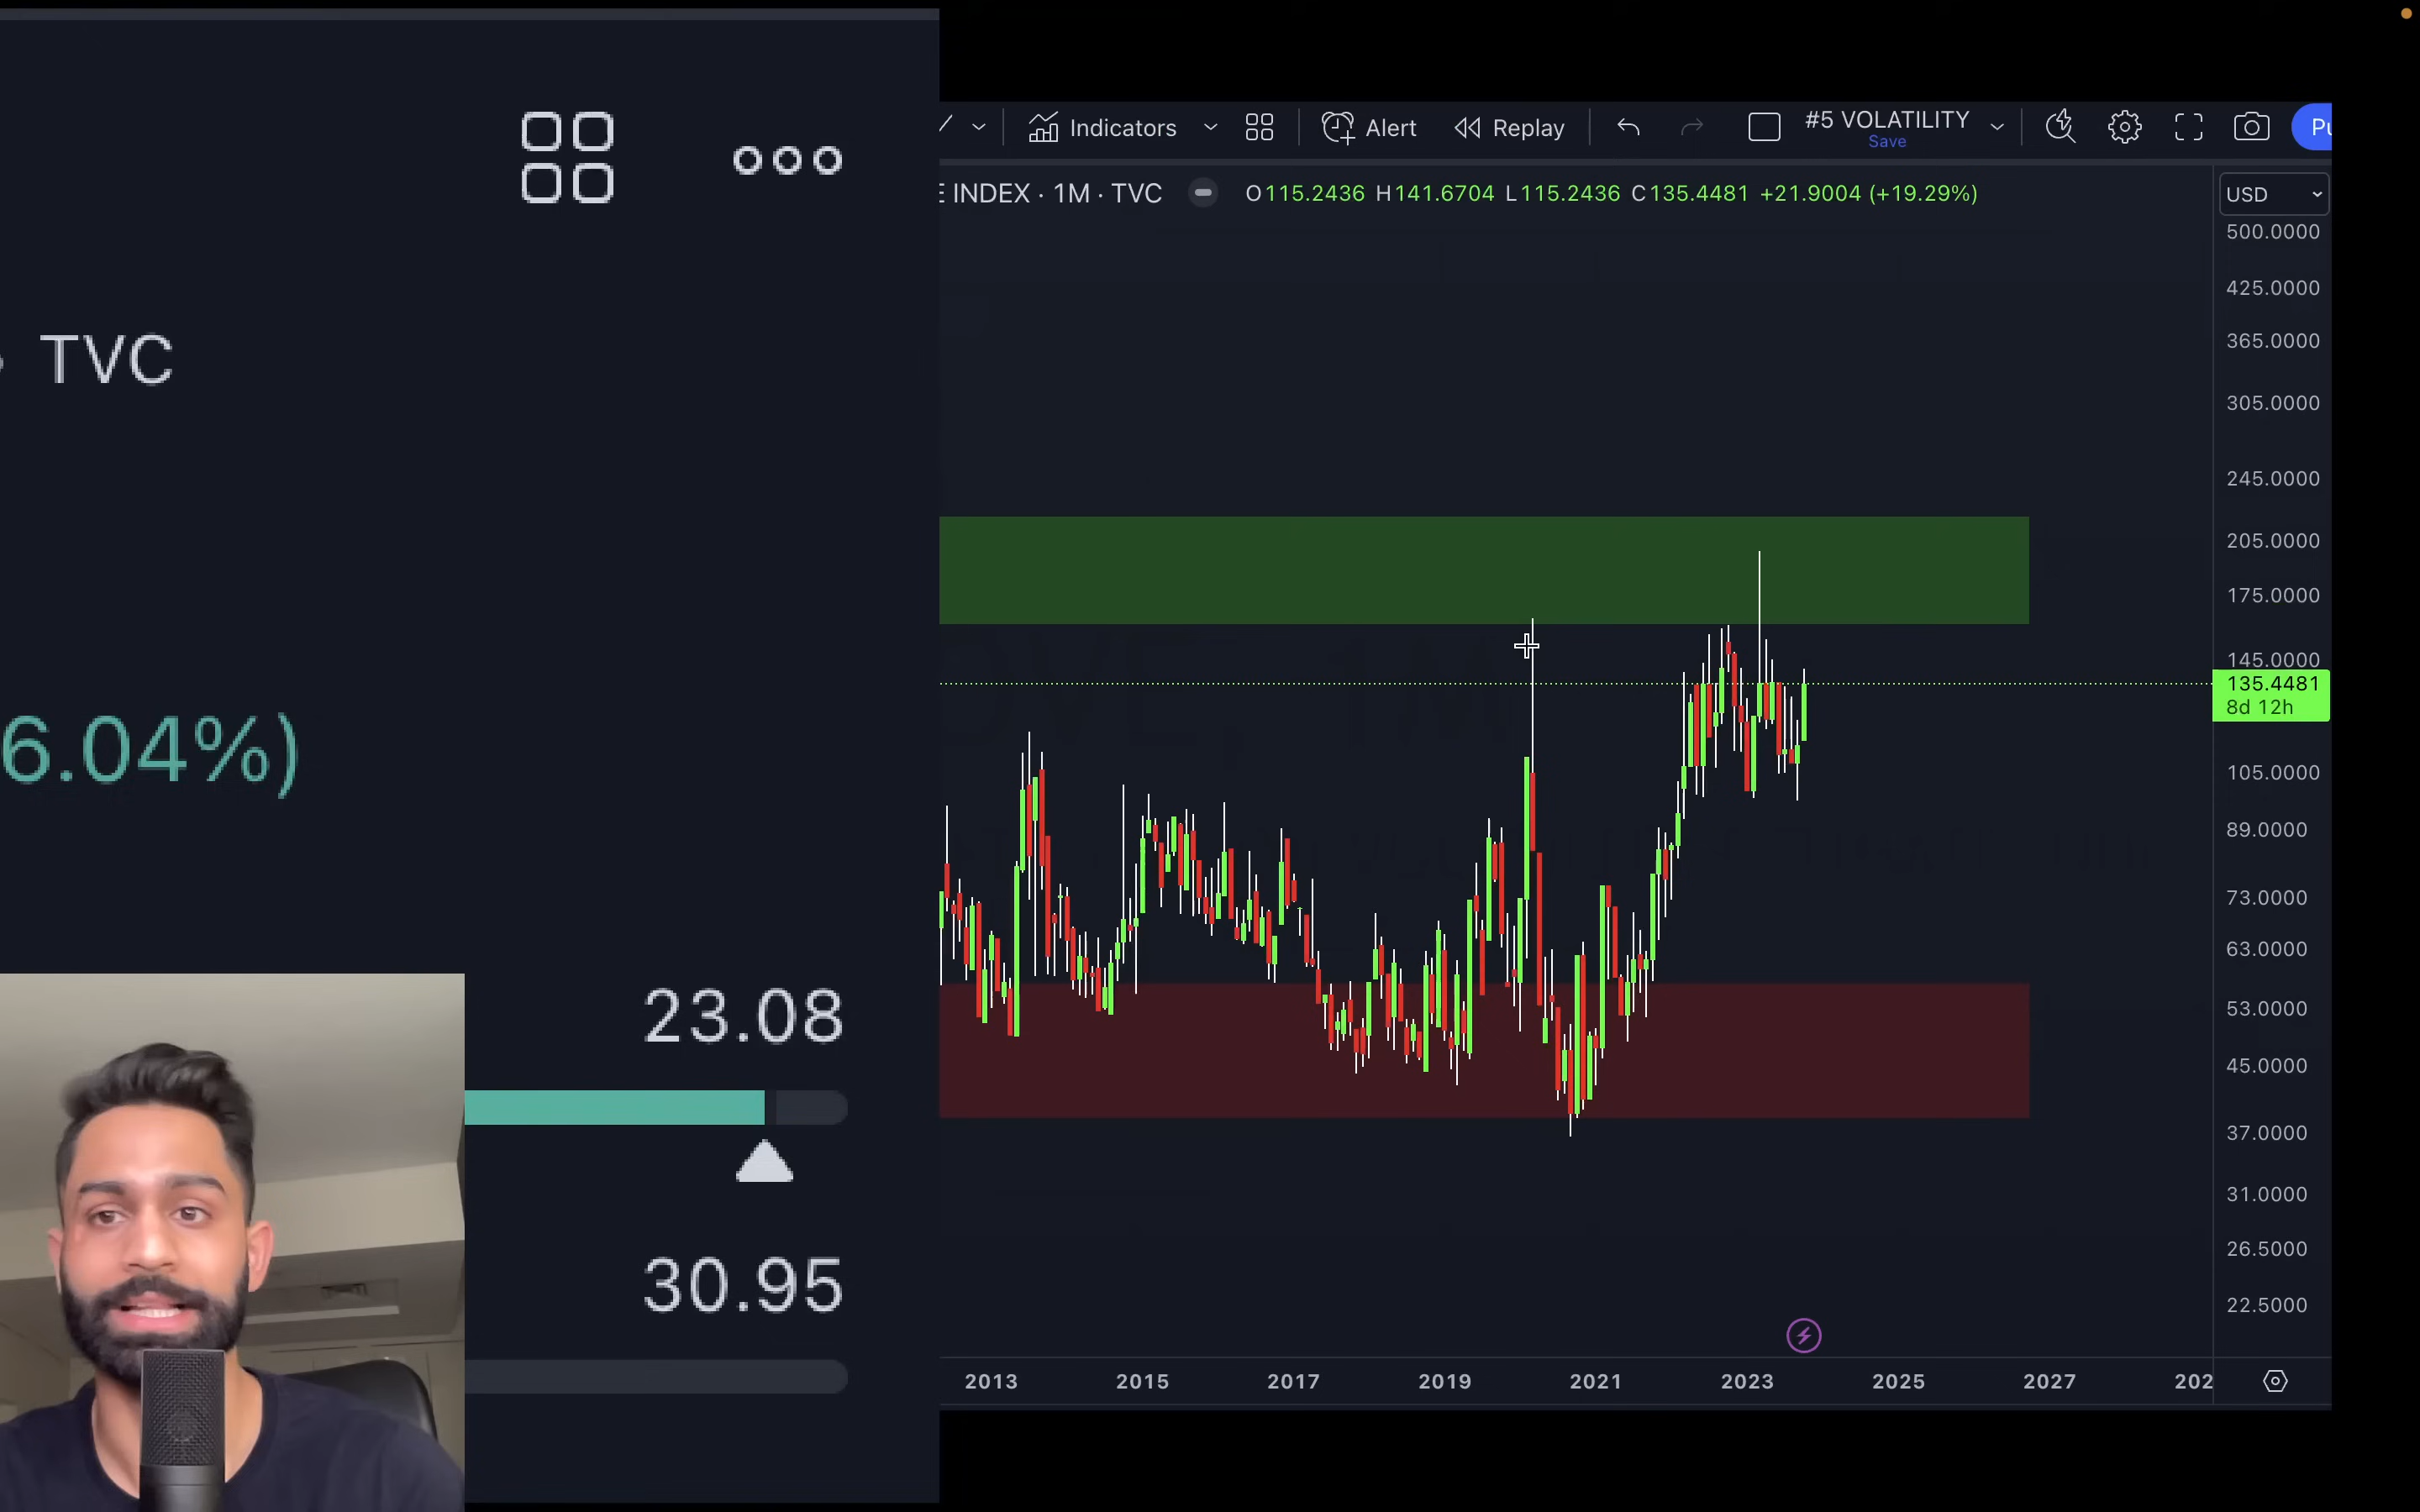 TVC
6.04%)
23.08
30.95
Indicators
Alert
Replay
#5 VOLATILITY
Save
Pu
E INDEX · 1M · TVC
O115.2436 H141.6704 L115.2436 C135.4481 +21.9004 (+19.29%)
USD
500.0000
425.0000
365.0000
305.0000
245.0000
205.0000
175.0000
145.0000
135.4481
8d 12h
105.0000
89.0000
73.0000
63.0000
53.0000
45.0000
37.0000
31.0000
26.5000
22.5000
2013 2015 2017 2019 2021 2023 2025 2027 202